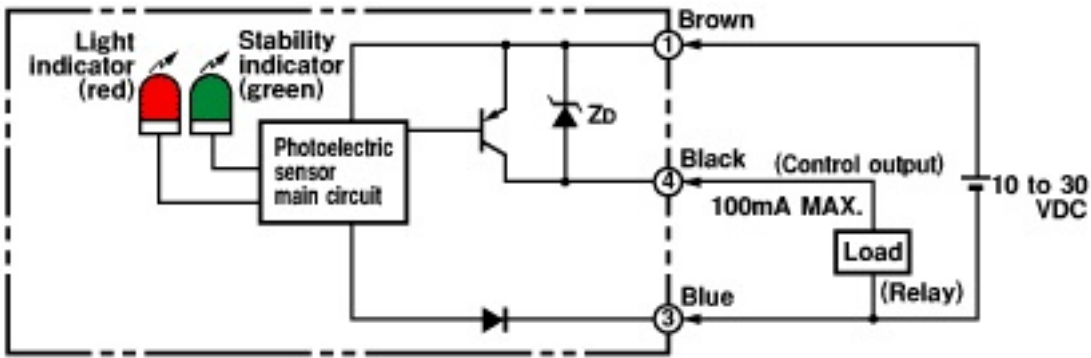 Light
indicator
(red)
Stability
indicator
(green)
Photoelectric
sensor
main circuit
ZD
1
Brown
4
Black
(Control output)
100mA MAX.
10 to 30
VDC
Load
(Relay)
3
Blue